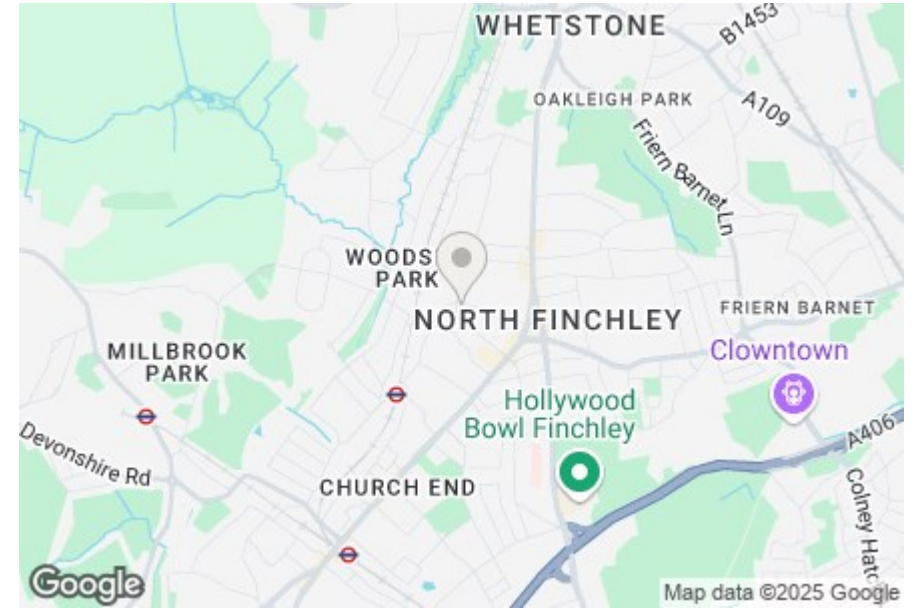 WHETSTONE
B1453
OAKLEIGH PARK
A109
Friern Barnet Ln
WOODS
PARK
NORTH FINCHLEY
FRIERN BARNET
MILLBROOK
PARK
Clowntown
Hollywood
Bowl Finchley
A406
Devonshire Rd
CHURCH END
Colney Hatc
Google
Map data ©2025 Google